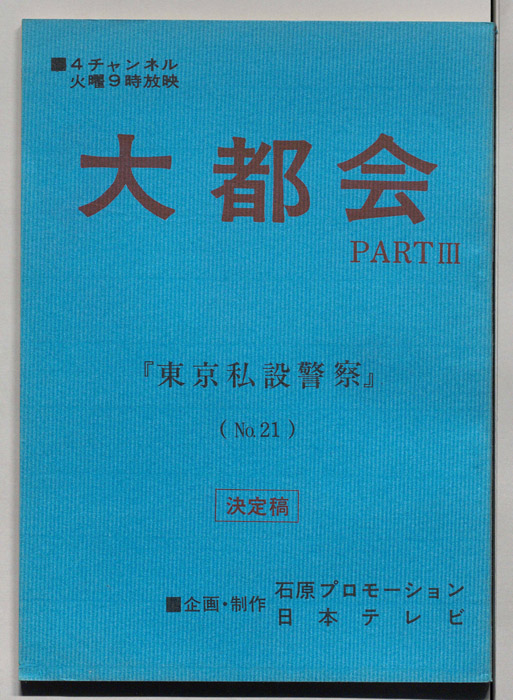 ■4チャンネル
火曜9時放映
大都会
PARTⅢ
『東京私設警察』
(No.21)
決定稿
■企画・制作 石原プロモーション
日本テレビ